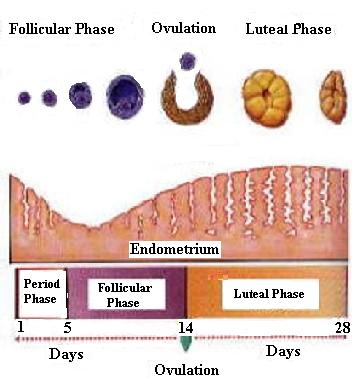 Follicular Phase Ovulation Luteal Phase
Endometrium
Period
Phase
Follicular
Phase
Luteal Phase
1 5 14 28
Days Days
Ovulation